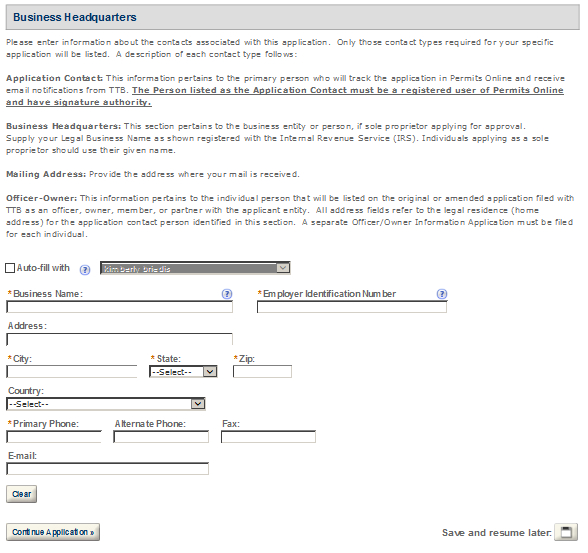 Business Headquarters
Please enter information about the contacts associated with this application. Only those contact types required for your specific
application will be listed. A description of each contact type follows:
Application Contact: This information pertains to the primary person who will track the application in Permits Online and receive
email notifications from TTB. The Person listed as the Application Contact must be a registered user of Permits Online
and have signature authority.
Business Headquarters: This section pertains to the business entity or person, if sole proprietor applying for approval.
Supply your Legal Business Name as shown registered with the Internal Revenue Service (IRS). Individuals applying as a sole
proprietor should use their given name.
Mailing Address: Provide the address where your mail is received.
Officer-Owner: This information pertains to the individual person that will be listed on the original or amended application filed with
TTB as an officer, owner, member, or partner with the applicant entity. All address fields refer to the legal residence (home
address) for the application contact person identified in this section. A separate Officer/Owner Information Application must be filed
for each individual.
Auto-fill with ? Kimberly
*Business Name: ? *Employer Identification Number ?
Address:
*City: *State: *Zip:
--Select--
Country:
--Select--
*Primary Phone: Alternate Phone: Fax:
E-mail:
Clear
Continue Application » Save and resume later: